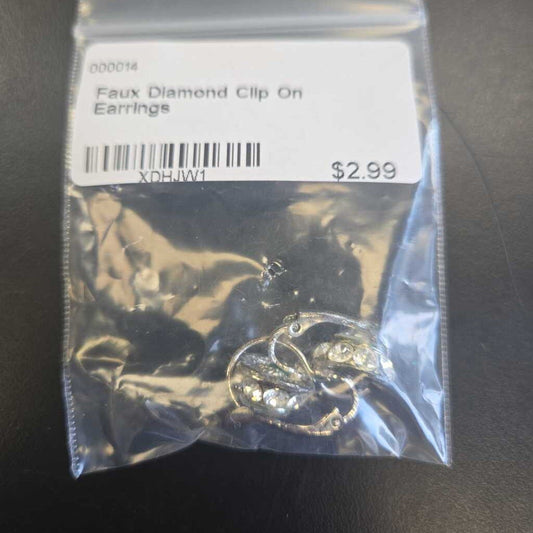 000014
Faux Diamond Clip On
Earrings
XDHJW1
$2.99